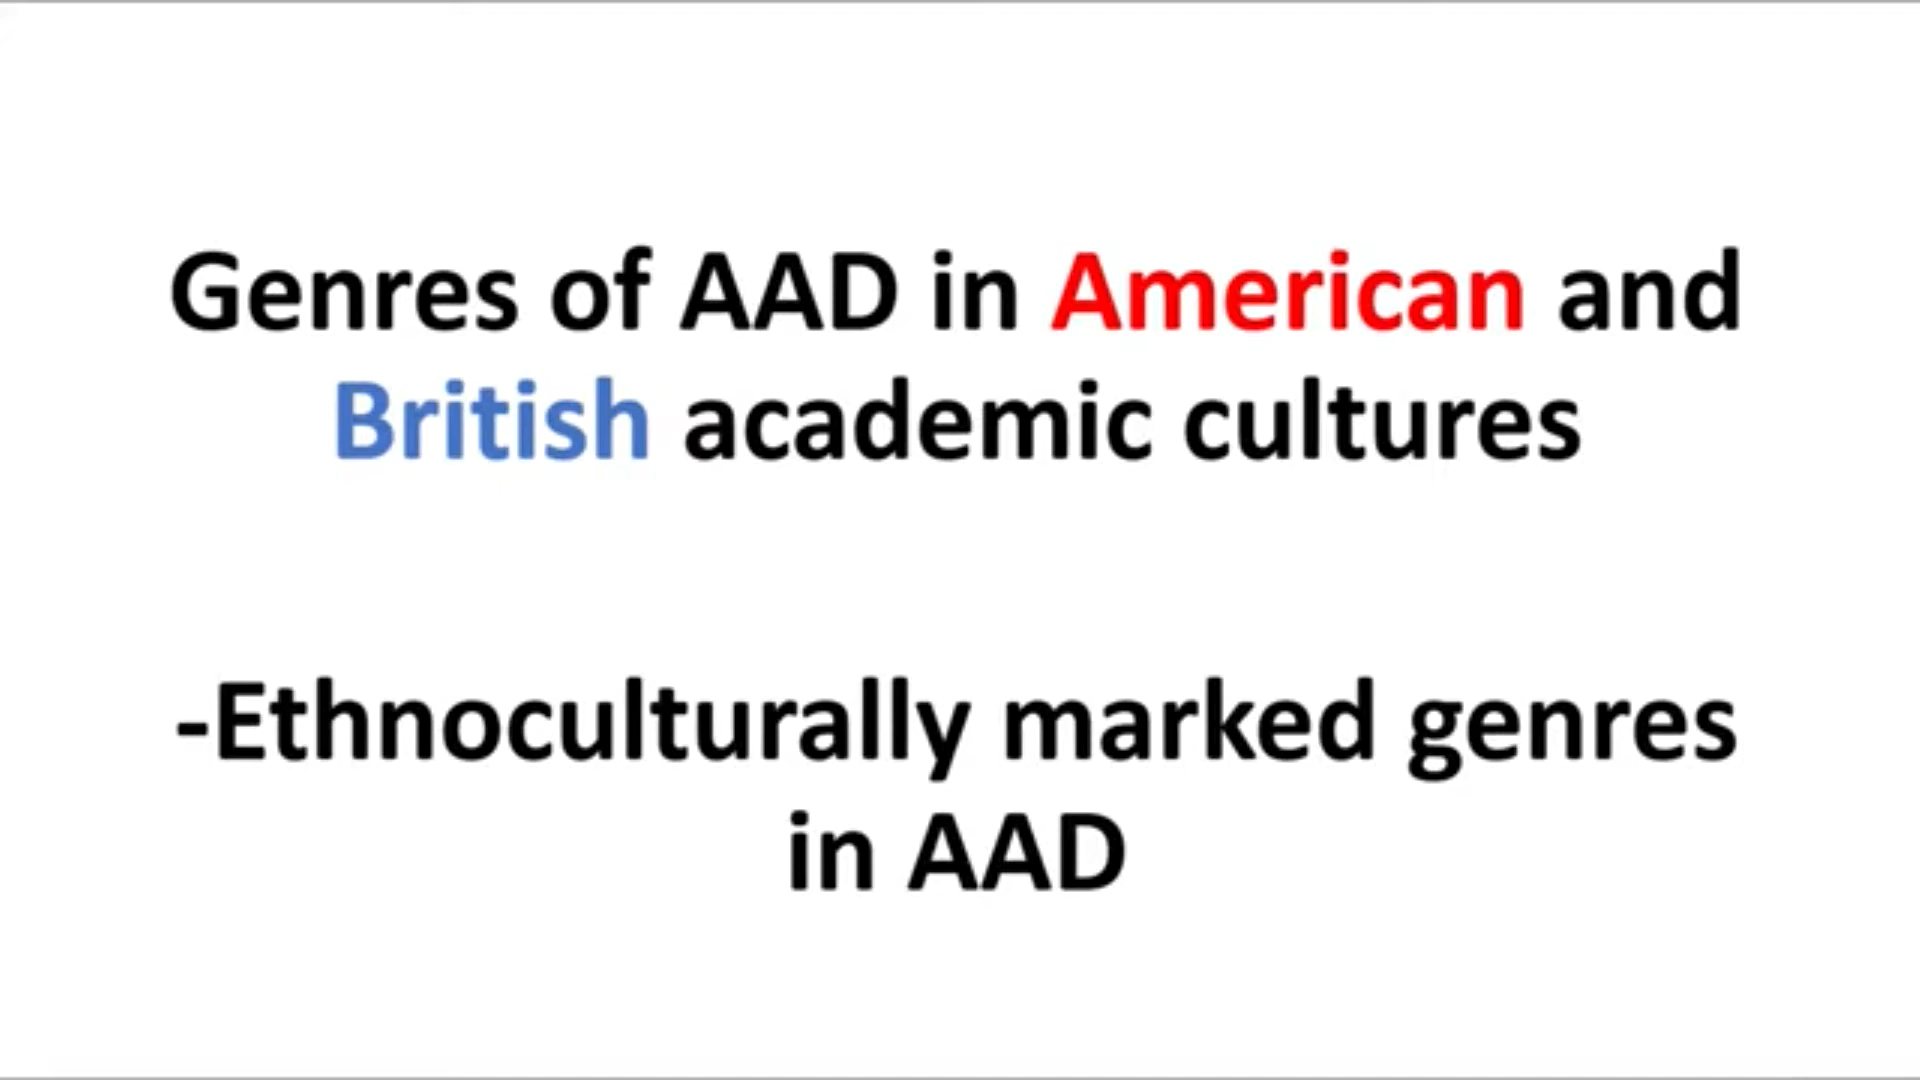 Genres of AAD in American and
British academic cultures
-Ethnoculturally marked genres
in AAD